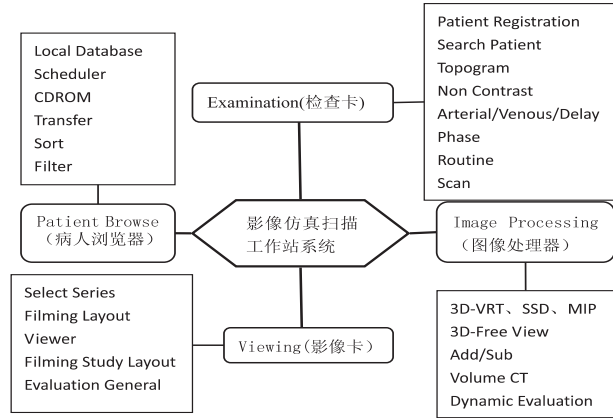 Local Database
Scheduler
CDROM
Transfer
Sort
Filter
Examination(检查卡)
Patient Registration
Search Patient
Topogram
Non Contrast
Arterial/Venous/Delay
Phase
Routine
Scan
Patient Browse
（病人浏览器）
影像仿真扫描
工作站系统
Image Processing
（图像处理器）
Select Series
Filming Layout
Viewer
Filming Study Layout
Evaluation General
Viewing(影像卡）
3D-VRT、SSD、MIP
3D-Free View
Add/Sub
Volume CT
Dynamic Evaluation